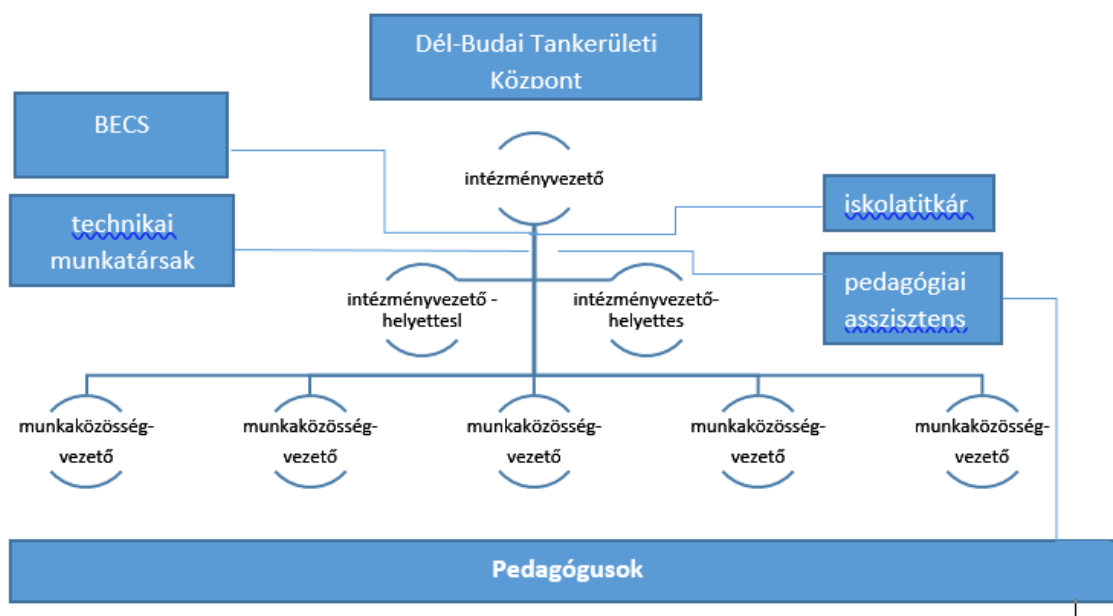 Dél-Budai Tankerületi
Központ
BECS
intézményvezető
technikai
munkatársak
iskolatitkár
intézményvezető -
helyettesl
intézményvezető-
helyettes
pedagógiai
asszisztens
munkaközösség-
vezető
munkaközösség-
vezető
munkaközösség-
vezető
munkaközösség-
vezető
munkaközösség-
vezető
Pedagógusok